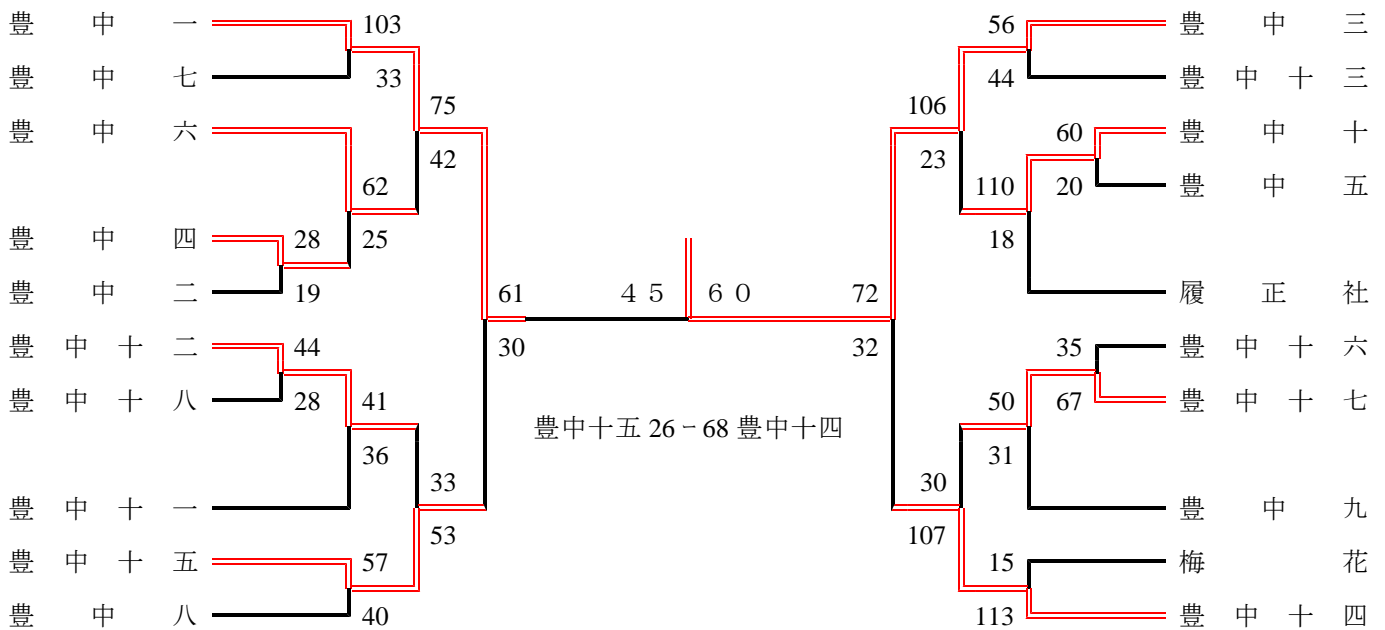 豊中一 103 56 豊中三
豊中七 33 44 豊中十三
75 106
豊中六 60 豊中十
42 23
62 110 20 豊中五
豊中四 28 25 18
豊中二 19 61 45 60 72 履正社
豊中十二 44 30 32 35 豊中十六
豊中十八 28 41 50 67 豊中十七
豊中十五 26-68 豊中十四
36 31
33 30
豊中十一 豊中九
53 107
豊中十五 57 15 梅花
豊中八 40 113 豊中十四